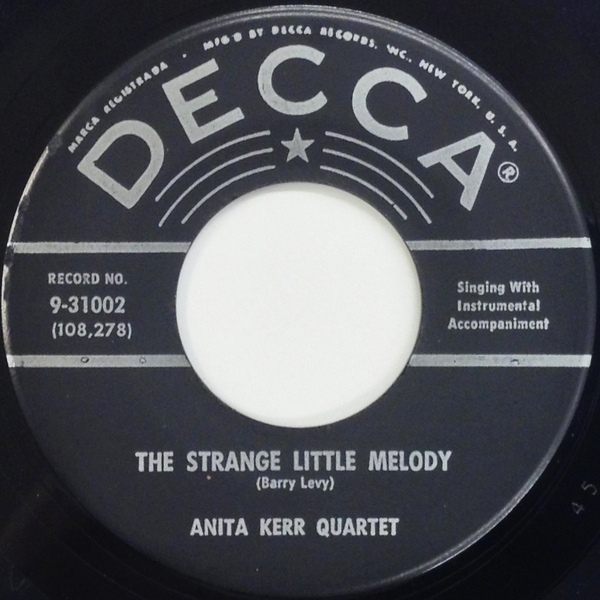 MARCA REGISTRADA · MFG'D BY DECCA RECORDS, INC., NEW YORK, U. S. A.
DECCA®
RECORD NO.
9-31002
(108,278)
Singing With
Instrumental
Accompaniment
THE STRANGE LITTLE MELODY
(Barry Levy)
ANITA KERR QUARTET
45